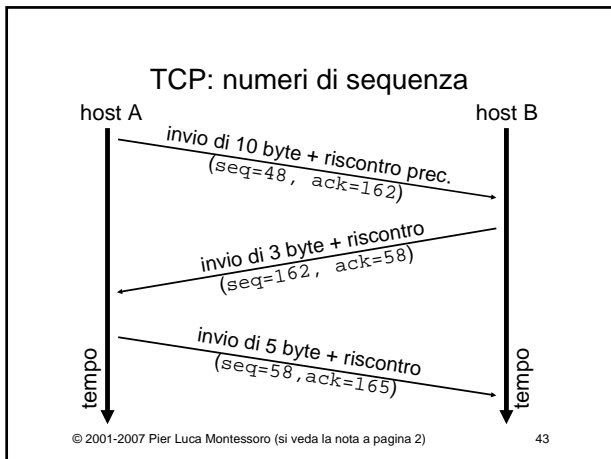 TCP: numeri di sequenza
host A
host B
invio di 10 byte + riscontro prec.
(seq=48, ack=162)
invio di 3 byte + riscontro
(seq=162, ack=58)
invio di 5 byte + riscontro
(seq=58,ack=165)
tempo
tempo
© 2001-2007 Pier Luca Montessoro (si veda la nota a pagina 2)
43